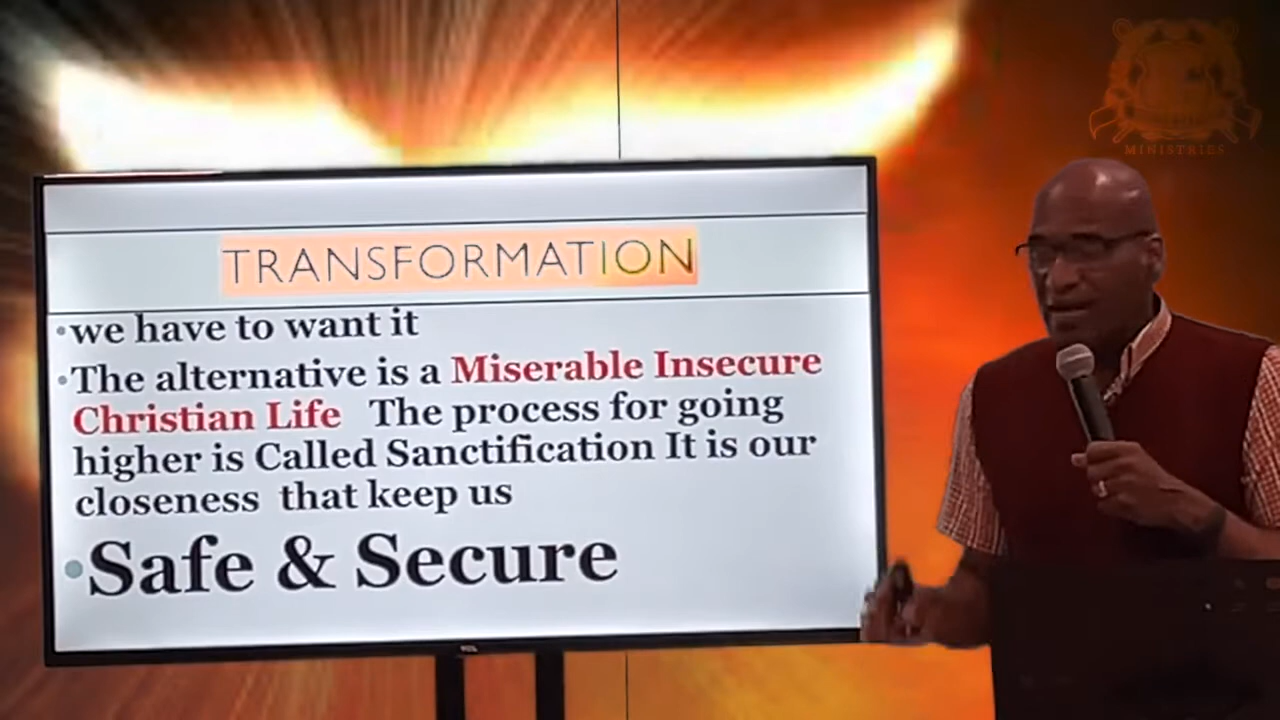 MINISTRIES
TRANSFORMATION
•we have to want it
•The alternative is a Miserable Insecure
Christian Life The process for going
higher is Called Sanctification It is our
closeness that keep us
•Safe & Secure
TCL